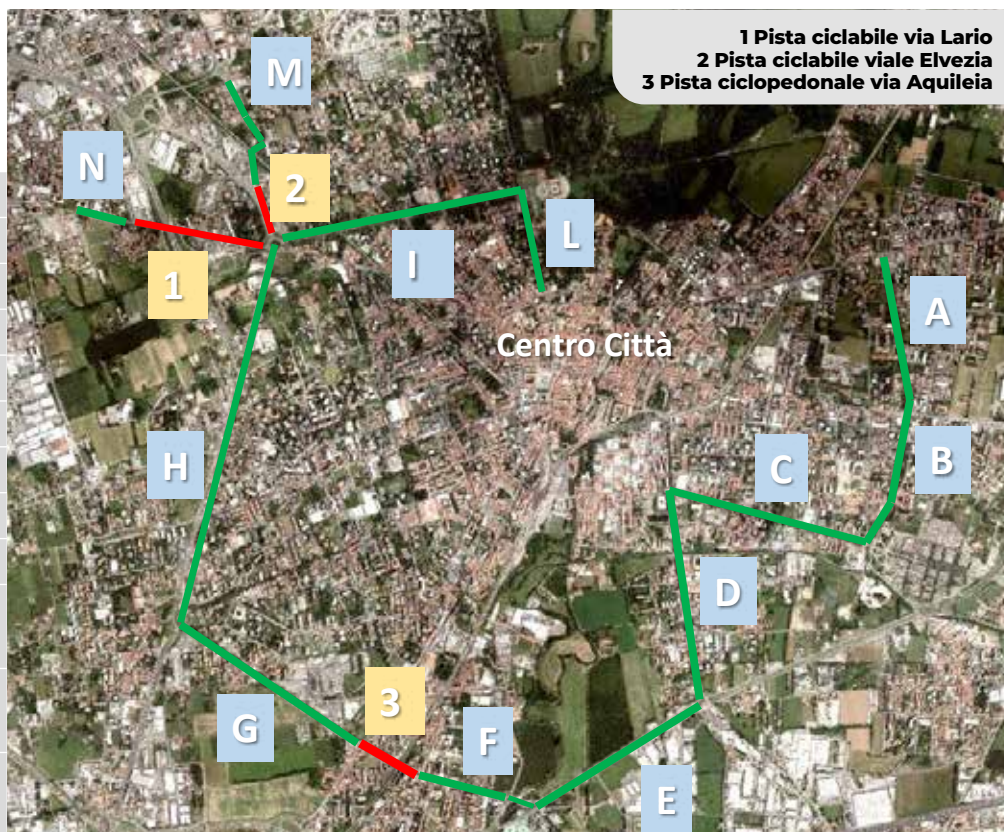 1 Pista ciclabile via Lario
2 Pista ciclabile viale Elvezia
3 Pista ciclopedonale via Aquileia
M
N
2
L
I
1
A
Centro Città
H
C
B
D
3
G
F
E